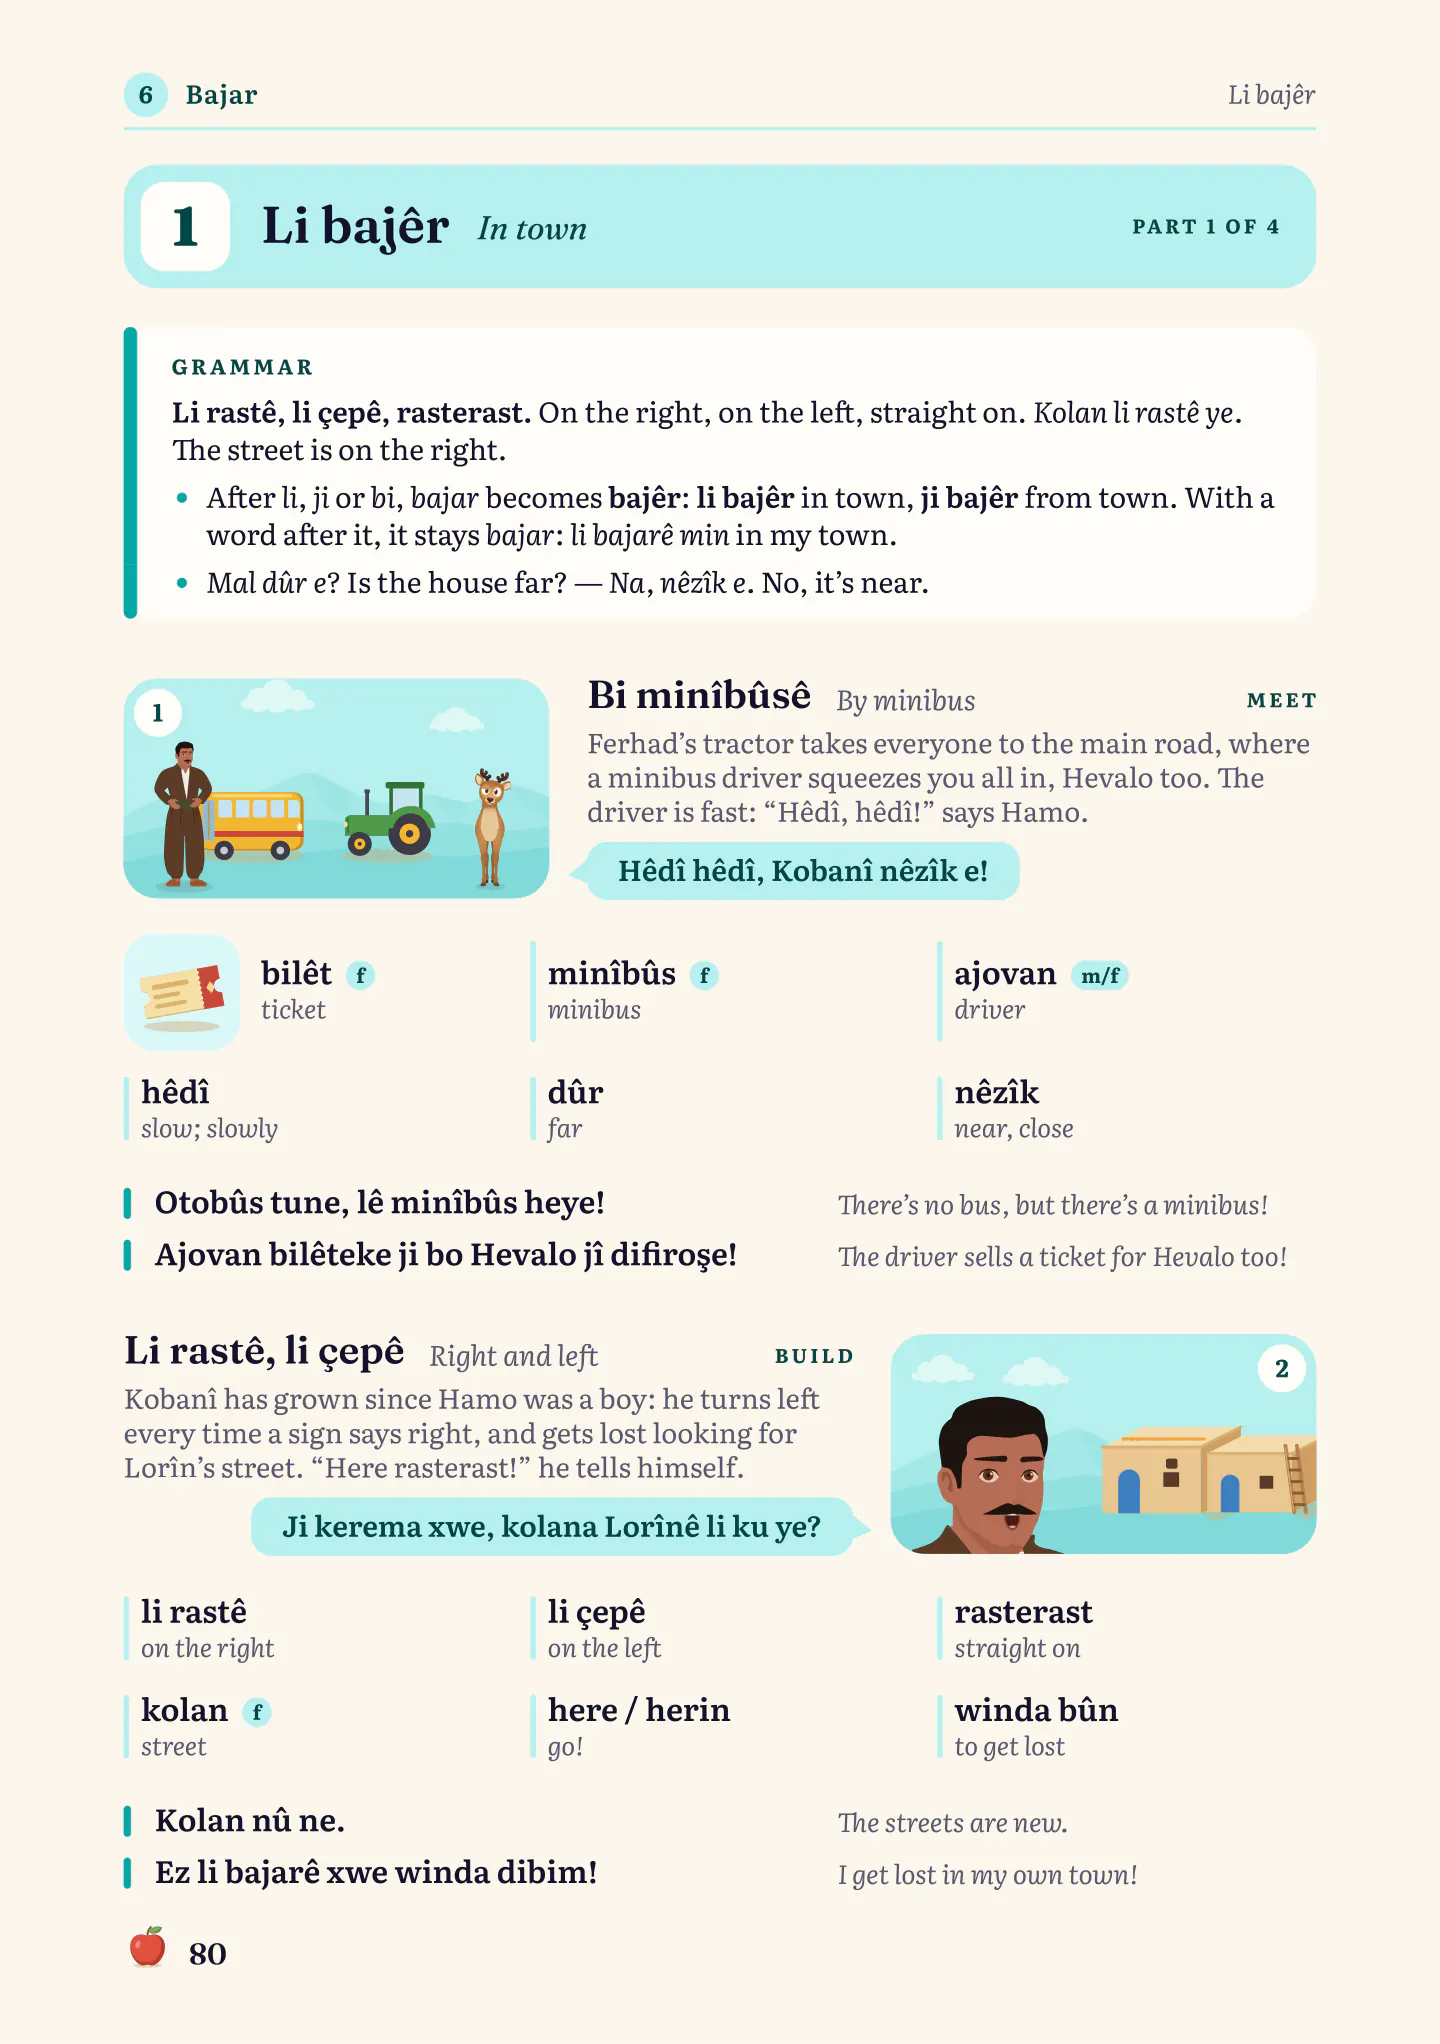 6 Bajar
Li bajêr
1 Li bajêr In town PART 1 OF 4
GRAMMAR
Li rastê, li çepê, rasterast. On the right, on the left, straight on. Kolan li rastê ye.
The street is on the right.
• After li, ji or bi, bajar becomes bajêr: li bajêr in town, ji bajêr from town. With a
word after it, it stays bajar: li bajarê min in my town.
• Mal dûr e? Is the house far? — Na, nêzîk e. No, it’s near.
1
Bi minîbûsê By minibus MEET
Ferhad’s tractor takes everyone to the main road, where
a minibus driver squeezes you all in, Hevalo too. The
driver is fast: “Hêdî, hêdî!” says Hamo.
Hêdî hêdî, Kobanî nêzîk e!
bilêt f
ticket
minîbûs f
minibus
ajovan m/f
driver
hêdî
slow; slowly
dûr
far
nêzîk
near, close
Otobûs tune, lê minîbûs heye! There’s no bus, but there’s a minibus!
Ajovan bilêteke ji bo Hevalo jî difiroşe! The driver sells a ticket for Hevalo too!
Li rastê, li çepê Right and left BUILD
Kobanî has grown since Hamo was a boy: he turns left
every time a sign says right, and gets lost looking for
Lorîn’s street. “Here rasterast!” he tells himself.
Ji kerema xwe, kolana Lorînê li ku ye?
2
li rastê
on the right
li çepê
on the left
rasterast
straight on
kolan f
street
here / herin
go!
winda bûn
to get lost
Kolan nû ne. The streets are new.
Ez li bajarê xwe winda dibim! I get lost in my own town!
80